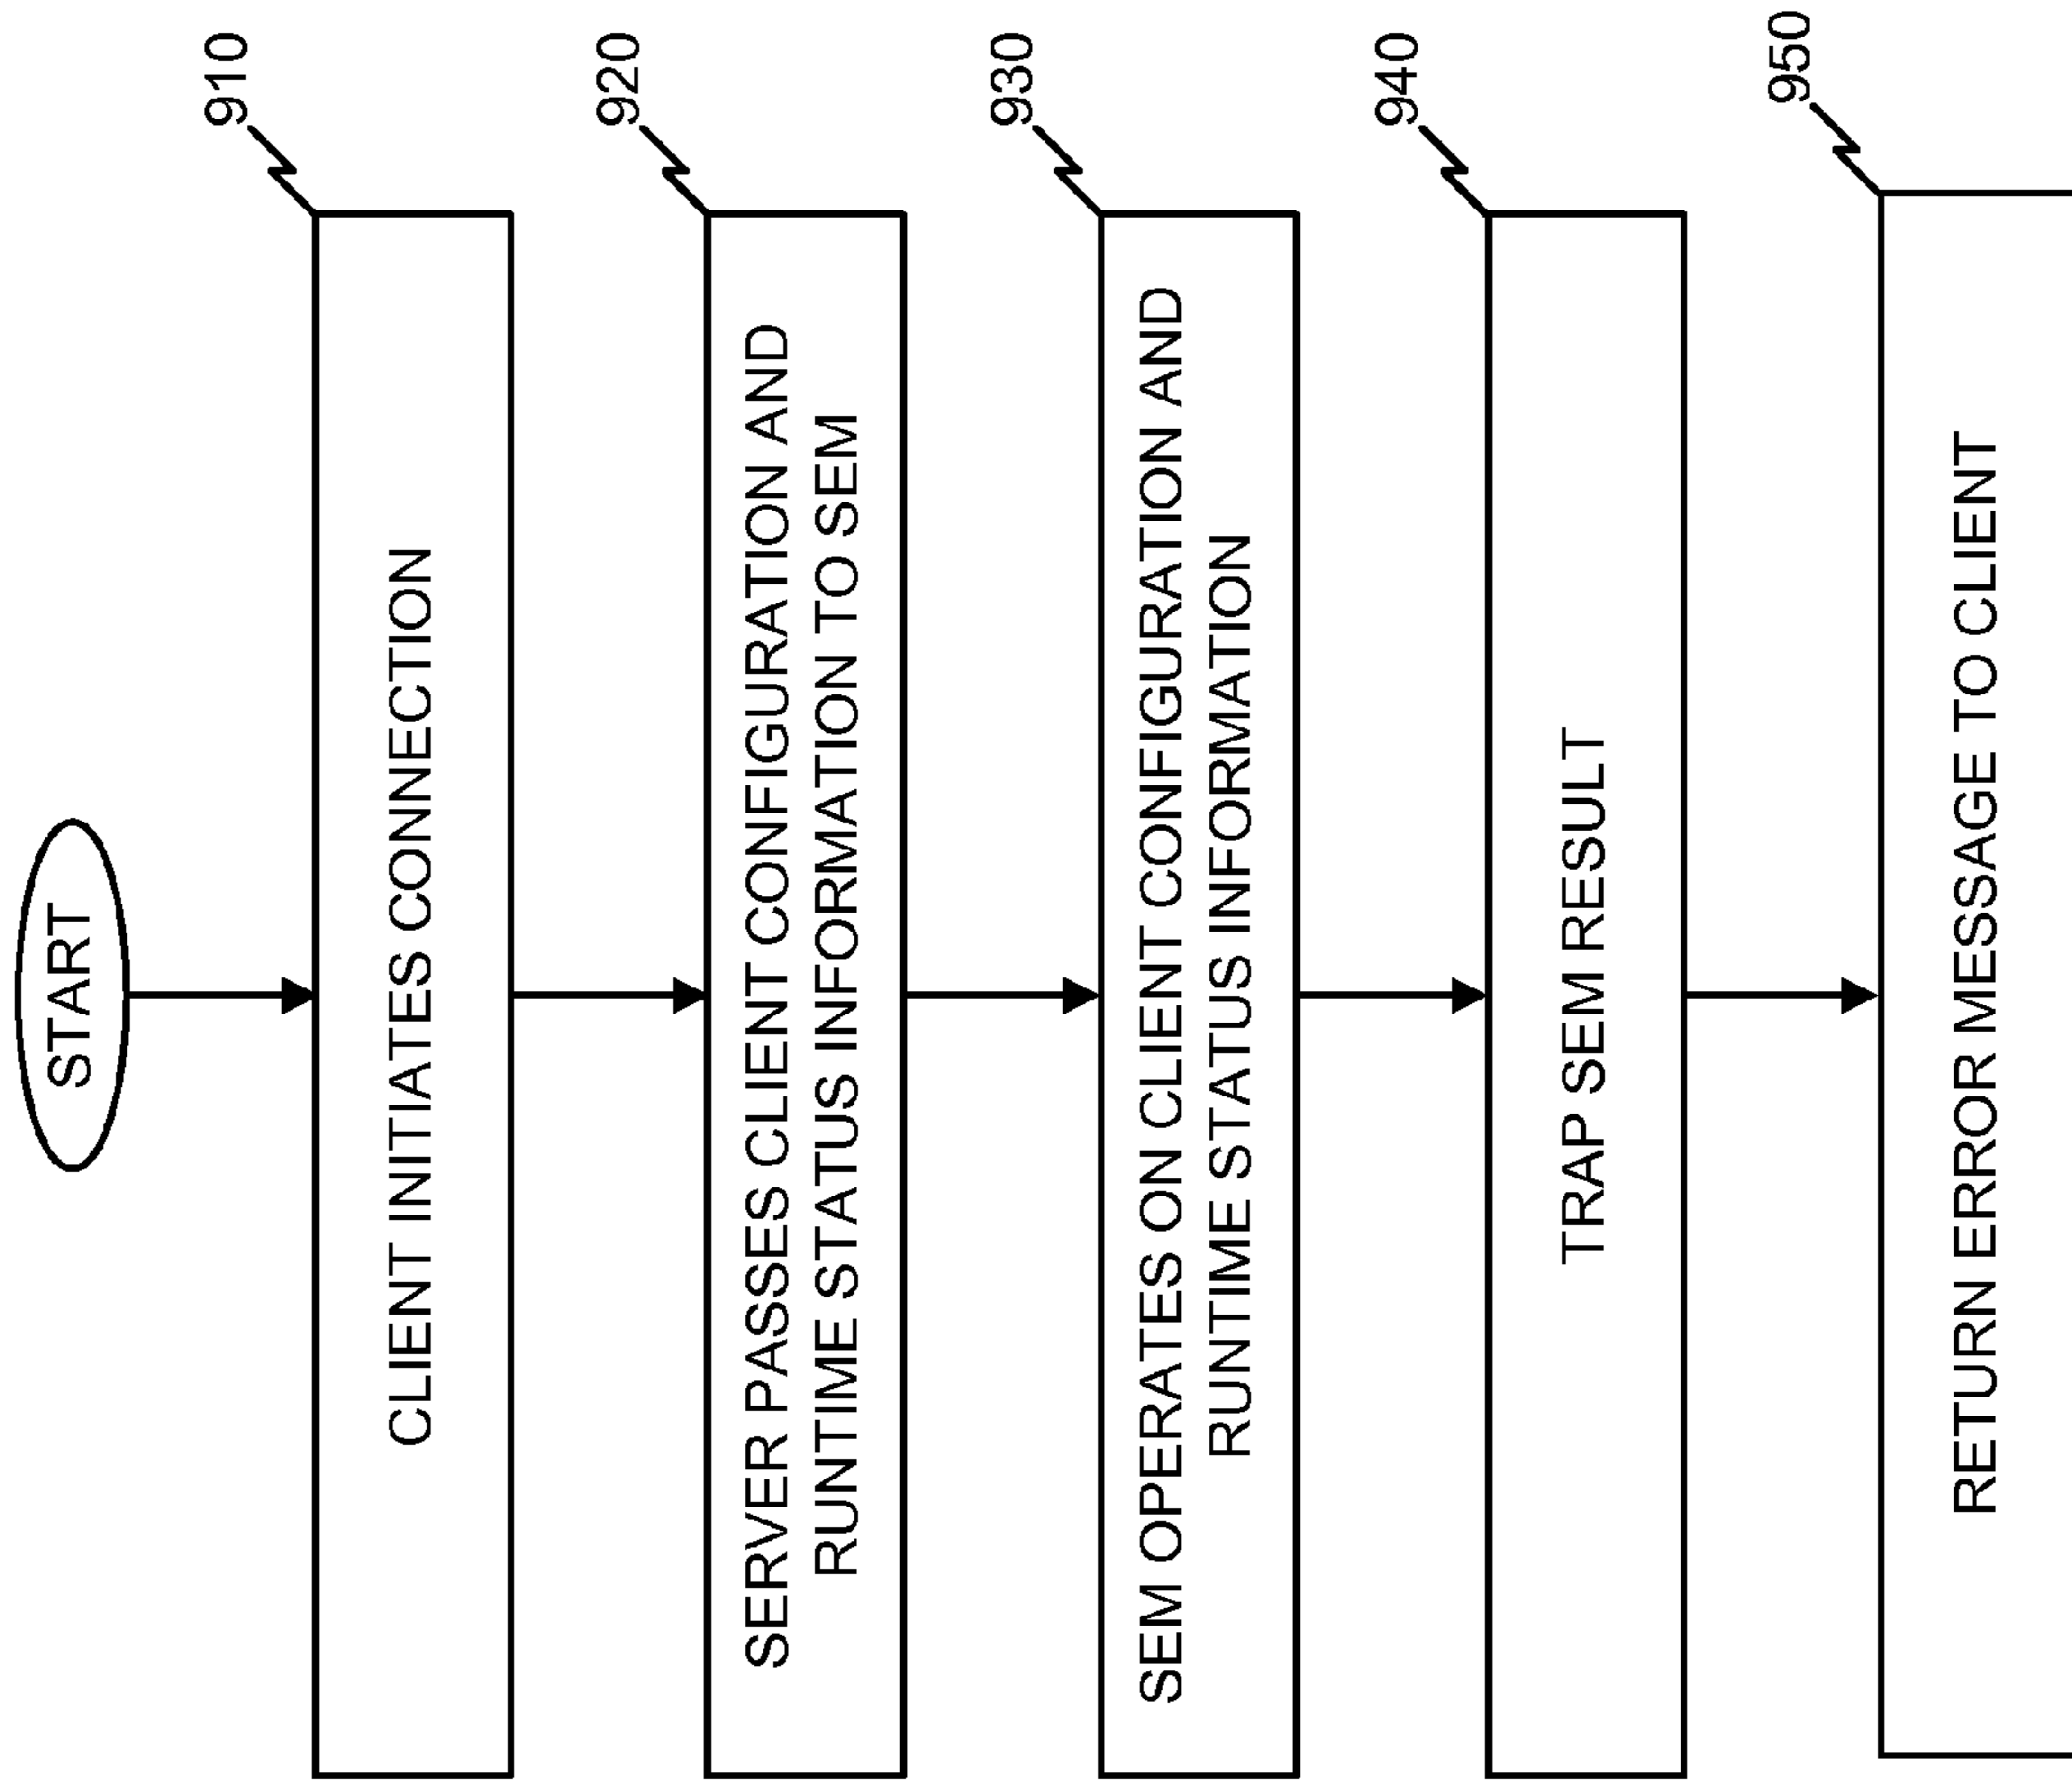 START
910
CLIENT INITIATES CONNECTION
920
SERVER PASSES CLIENT CONFIGURATION AND
RUNTIME STATUS INFORMATION TO SEM
930
SEM OPERATES ON CLIENT CONFIGURATION AND
RUNTIME STATUS INFORMATION
940
TRAP SEM RESULT
950
RETURN ERROR MESSAGE TO CLIENT